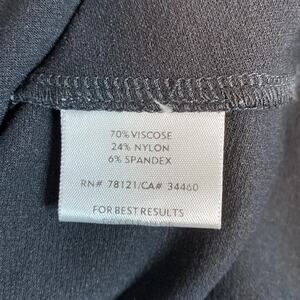 70% VISCOSE
24% NYLON
6% SPANDEX
RN# 78121/CA# 34460
FOR BEST RESULTS